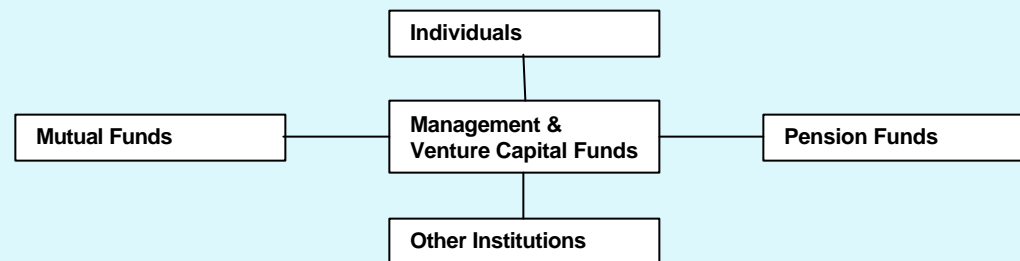 Individuals
Mutual Funds
Management &
Venture Capital Funds
Pension Funds
Other Institutions